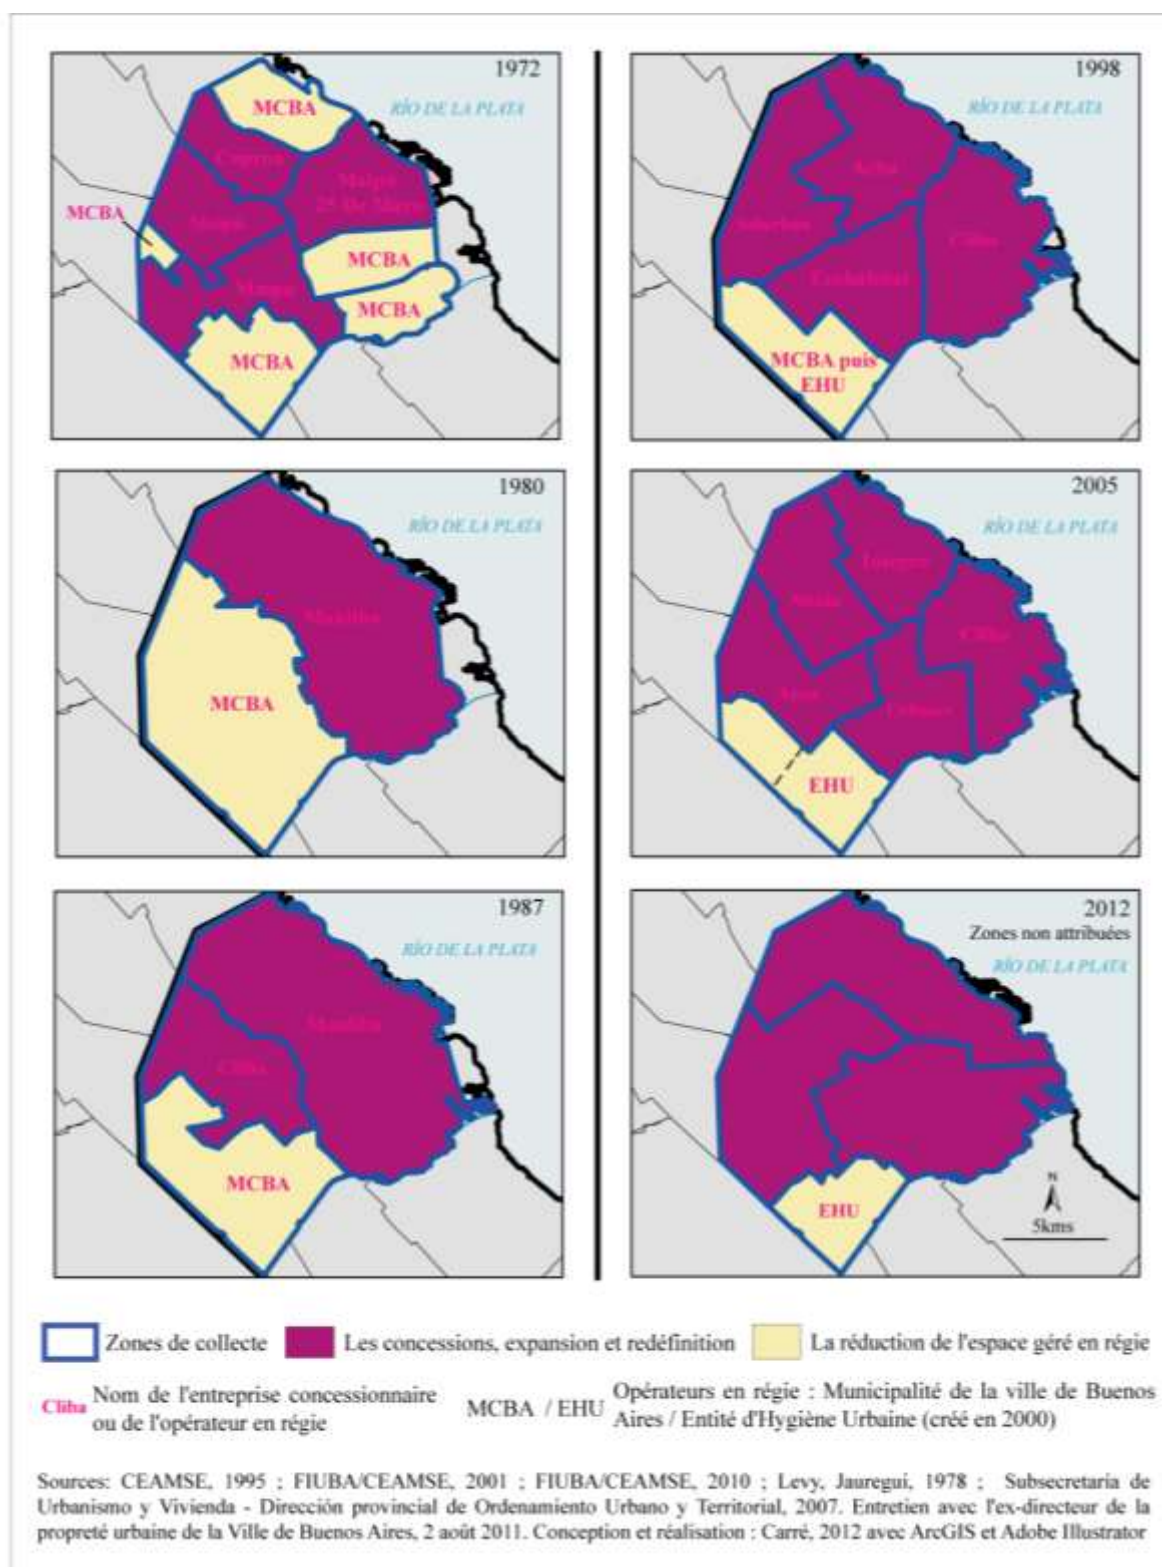 1972
RÍO DE LA PLATA
MCBA
Maipú
MCBA
MCBA
MCBA
MCBA
1998
RÍO DE LA PLATA
Cliba
MCBA puis
EHU
1980
RÍO DE LA PLATA
Manliba
MCBA
2005
RÍO DE LA PLATA
Cliba
EHU
1987
RÍO DE LA PLATA
Manliba
Cliba
MCBA
2012
Zones non attribuées
RÍO DE LA PLATA
EHU
N
5kms
Zones de collecte
Les concessions, expansion et redéfinition
La réduction de l'espace géré en régie
Cliba
Nom de l'entreprise concessionnaire
ou de l'opérateur en régie
MCBA / EHU
Opérateurs en régie : Municipalité de la ville de Buenos
Aires / Entité d'Hygiène Urbaine (créé en 2000)
Sources: CEAMSE, 1995 ; FIUBA/CEAMSE, 2001 ; FIUBA/CEAMSE, 2010 ; Levy, Jauregui, 1978 ; Subsecretaria de
Urbanismo y Vivienda - Dirección provincial de Ordenamiento Urbano y Territorial, 2007. Entretien avec l'ex-directeur de la
propreté urbaine de la Ville de Buenos Aires, 2 août 2011. Conception et réalisation : Carré, 2012 avec ArcGIS et Adobe Illustrator